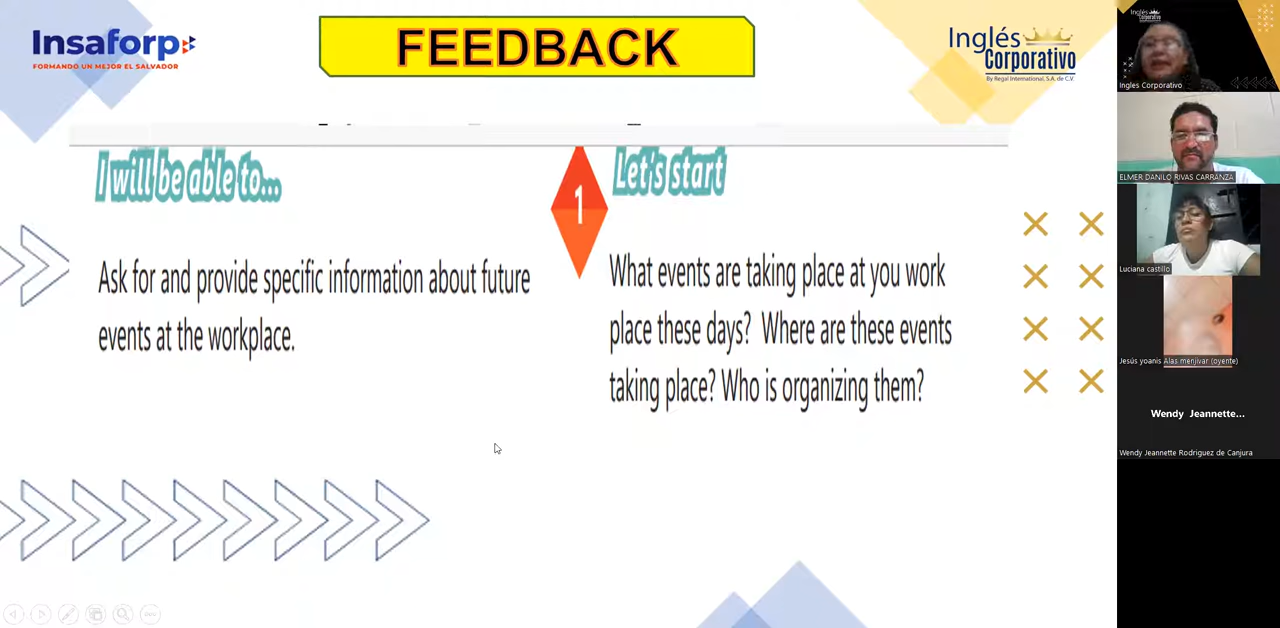 Insaforp
FORMANDO UN MEJOR EL SALVADOR
FEEDBACK
Inglés
Corporativo
By Regal International, S.A. de C.V.
I will be able to...
Ask for and provide specific information about future
events at the workplace.
1
Let's start
What events are taking place at you work
place these days? Where are these events
taking place? Who is organizing them?
Inglés
Corporativo
Ingles Corporativo
ELMER DANILO RIVAS CARRANZA
Luciana castillo
Jesús yoanis Alas menjivar (oyente)
Wendy Jeannette...
Wendy Jeannette Rodriguez de Canjura